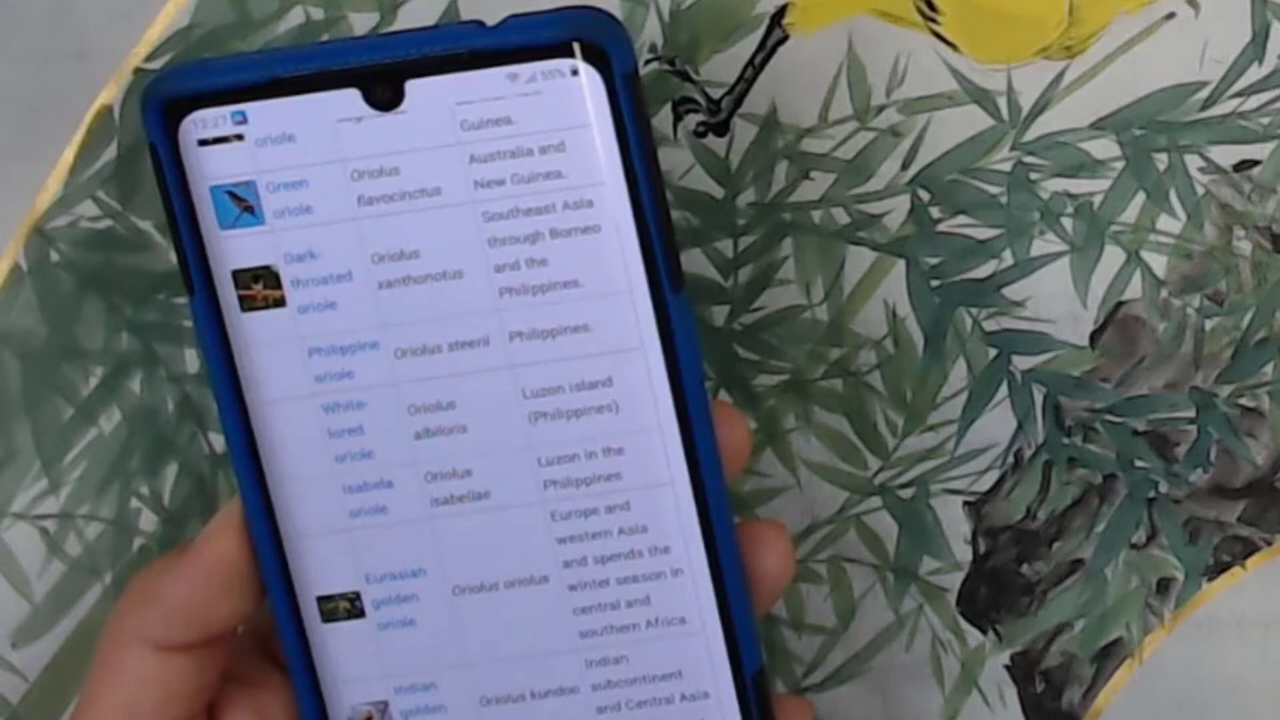 12:27 55%
oriole Guinea.
Green oriole Oriolus flavocinctus Australia and New Guinea.
Dark-throated oriole Oriolus xanthonotus Southeast Asia through Borneo and the Philippines.
Philippine oriole Oriolus steerii Philippines.
White-lored oriole Oriolus albiloris Luzon island (Philippines)
Isabela oriole Oriolus isabellae Luzon in the Philippines
Eurasian golden oriole Oriolus oriolus Europe and western Asia and spends the winter season in central and southern Africa.
Indian golden Oriolus kundoo Indian subcontinent and Central Asia